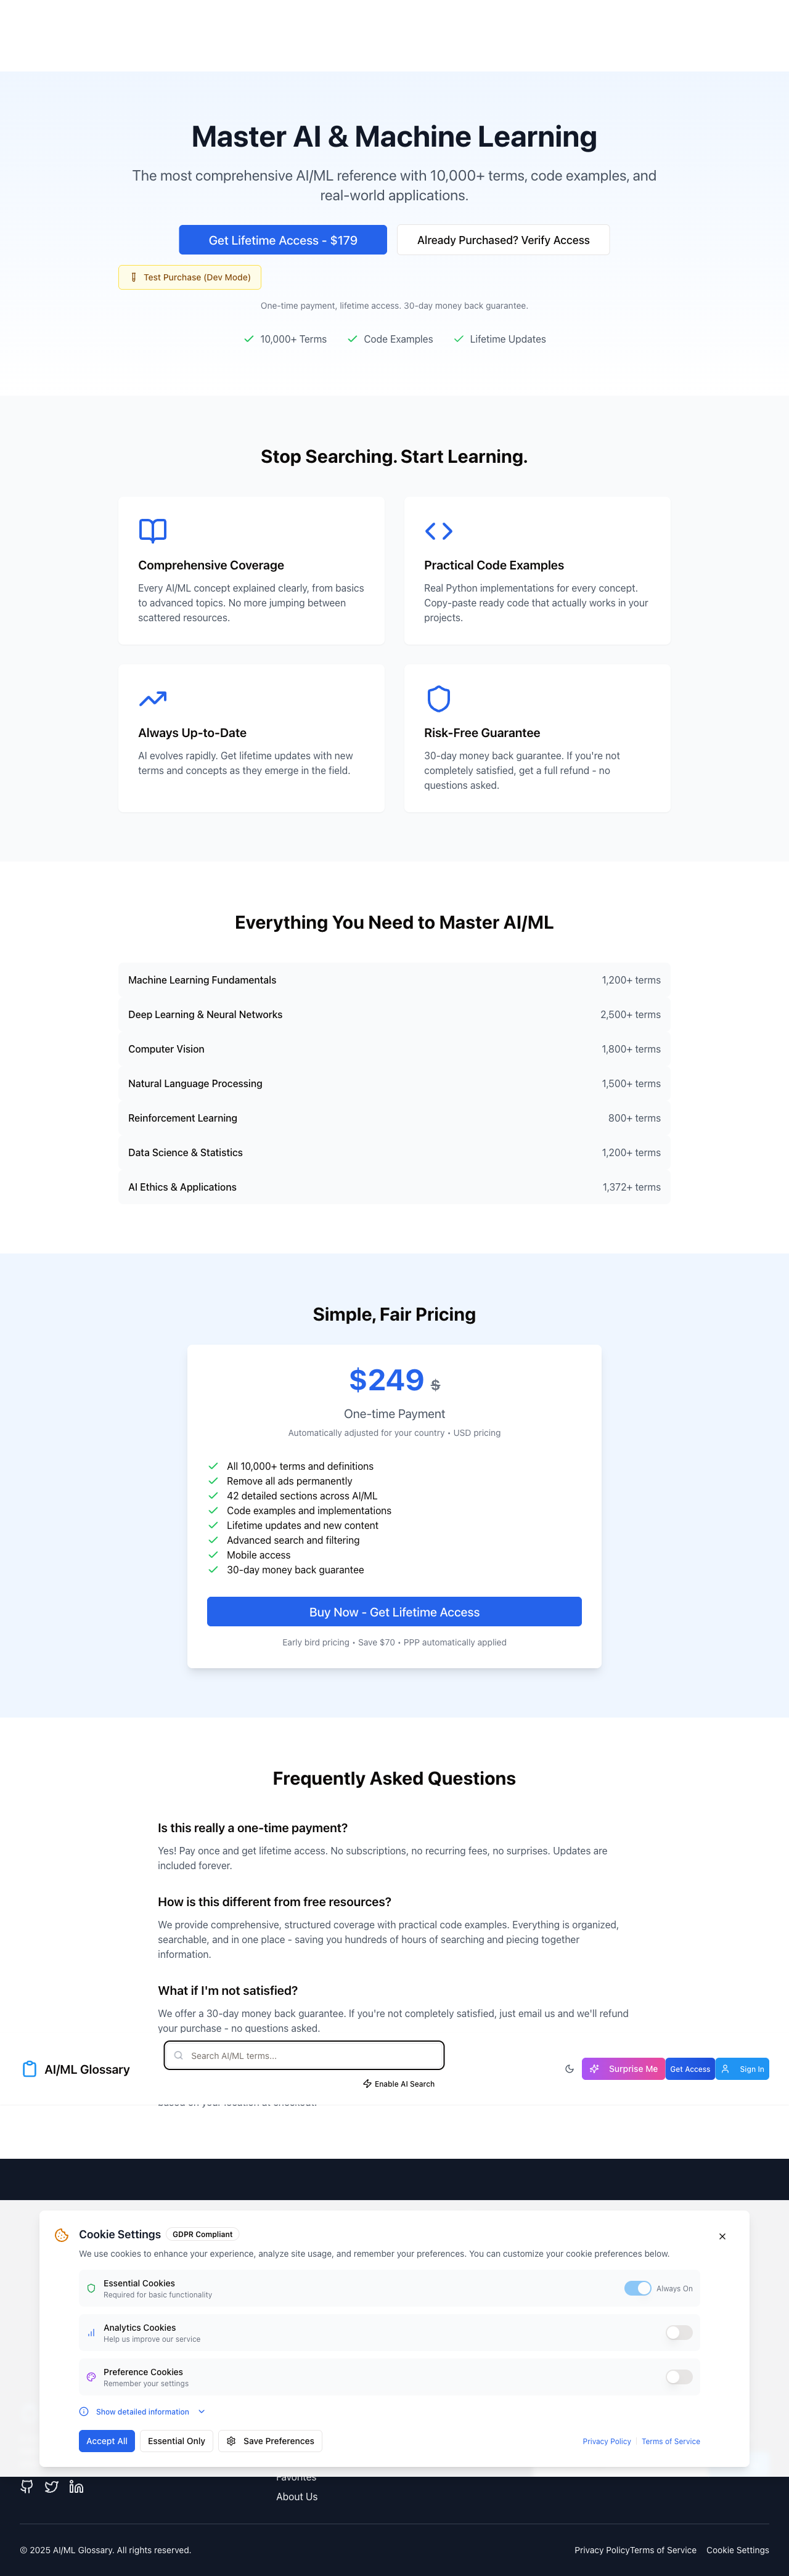 Master AI & Machine Learning
The most comprehensive AI/ML reference with 10,000+ terms, code examples, and
real-world applications.
Get Lifetime Access - $179
Already Purchased? Verify Access
Test Purchase (Dev Mode)
One-time payment, lifetime access. 30-day money back guarantee.
10,000+ Terms
Code Examples
Lifetime Updates
Stop Searching. Start Learning.
Comprehensive Coverage
Every AI/ML concept explained clearly, from basics
to advanced topics. No more jumping between
scattered resources.
Practical Code Examples
Real Python implementations for every concept.
Copy-paste ready code that actually works in your
projects.
Always Up-to-Date
AI evolves rapidly. Get lifetime updates with new
terms and concepts as they emerge in the field.
Risk-Free Guarantee
30-day money back guarantee. If you're not
completely satisfied, get a full refund - no
questions asked.
Everything You Need to Master AI/ML
Machine Learning Fundamentals 1,200+ terms
Deep Learning & Neural Networks 2,500+ terms
Computer Vision 1,800+ terms
Natural Language Processing 1,500+ terms
Reinforcement Learning 800+ terms
Data Science & Statistics 1,200+ terms
AI Ethics & Applications 1,372+ terms
Simple, Fair Pricing
$249 $
One-time Payment
Automatically adjusted for your country • USD pricing
All 10,000+ terms and definitions
Remove all ads permanently
42 detailed sections across AI/ML
Code examples and implementations
Lifetime updates and new content
Advanced search and filtering
Mobile access
30-day money back guarantee
Buy Now - Get Lifetime Access
Early bird pricing • Save $70 • PPP automatically applied
Frequently Asked Questions
Is this really a one-time payment?
Yes! Pay once and get lifetime access. No subscriptions, no recurring fees, no surprises. Updates are
included forever.
How is this different from free resources?
We provide comprehensive, structured coverage with practical code examples. Everything is organized,
searchable, and in one place - saving you hundreds of hours of searching and piecing together
information.
What if I'm not satisfied?
We offer a 30-day money back guarantee. If you're not completely satisfied, just email us and we'll refund
your purchase - no questions asked.
AI/ML Glossary
Search AI/ML terms...
Enable AI Search
Surprise Me
Get Access
Sign In
based on your location at checkout.
Cookie Settings GDPR Compliant
We use cookies to enhance your experience, analyze site usage, and remember your preferences. You can customize your cookie preferences below.
Essential Cookies
Required for basic functionality
Always On
Analytics Cookies
Help us improve our service
Preference Cookies
Remember your settings
Show detailed information
Accept All
Essential Only
Save Preferences
Privacy Policy
Terms of Service
Favorites
About Us
© 2025 AI/ML Glossary. All rights reserved.
Privacy PolicyTerms of Service Cookie Settings